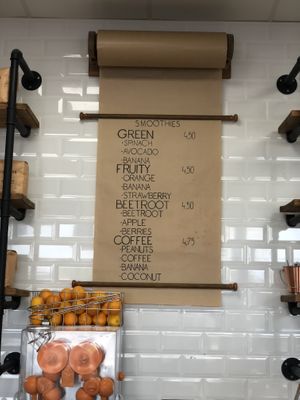 SMOOTHIES
GREEN 4,50
-SPINACH
-AVOCADO
-BANANA
FRUITY 4,50
-ORANGE
-BANANA
-STRAWBERRY
BEETROOT 4,50
-BEETROOT
-APPLE
-BERRIES
COFFEE 4,75
-PEANUTS
-COFFEE
-BANANA
-COCONUT